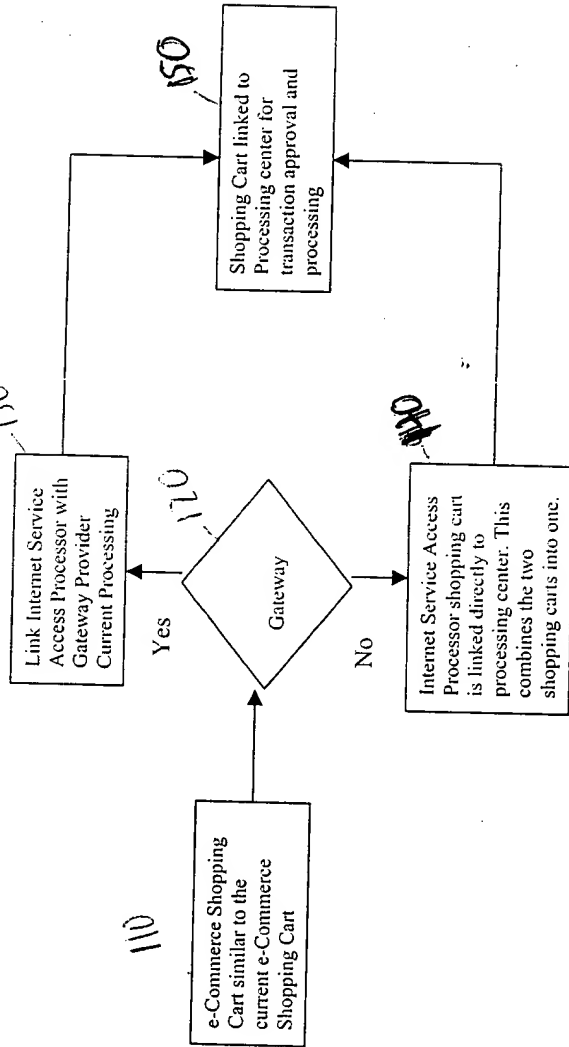 110
e-Commerce Shopping
Cart similar to the
current e-Commerce
Shopping Cart
120
Gateway
Yes
130
Link Internet Service
Access Processor with
Gateway Provider
Current Processing
No
140
Internet Service Access
Processor shopping cart
is linked directly to
processing center. This
combines the two
shopping carts into one.
150
Shopping Cart linked to
Processing center for
transaction approval and
processing